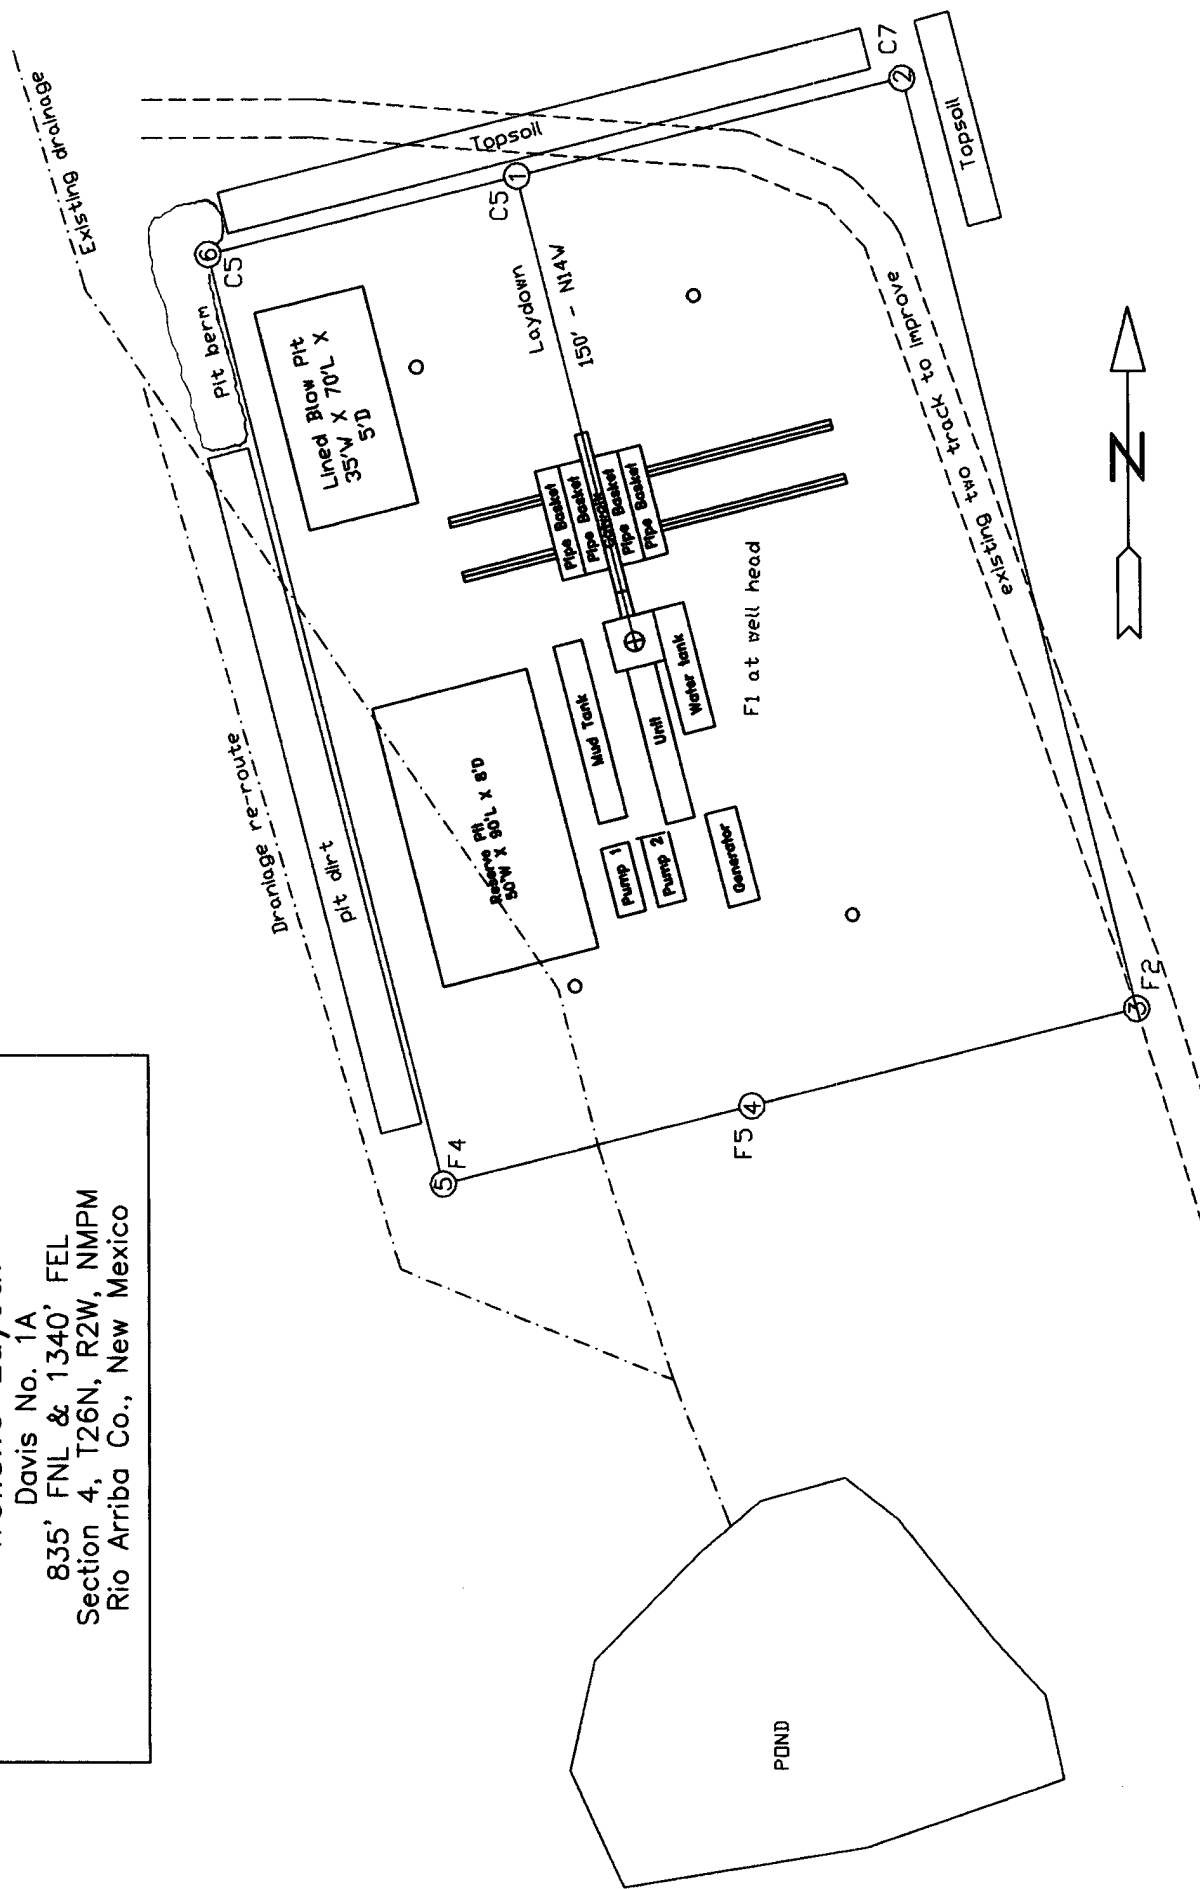 Davis No. 1A
835' FNL & 1340' FEL
Section 4, T26N, R2W, NMPM
Rio Arriba Co., New Mexico
Existing drainage
Topsoil
C7
2
Topsoil
6
C5
Pit berm
C5
1
Laydown
150' - N14W
Lined Blow Pit
35'W X 70'L X
5'D
existing two track to improve
N
Pipe Basket
Pipe Basket
Catwalk
Pipe Basket
Pipe Basket
F1 at well head
Mud Tank
Unit
Water tank
Drainage re-route
pit dirt
Reserve Pit
50'W X 90'L X 8'D
Pump 1
Pump 2
Generator
3
F2
5
F4
F5
4
POND